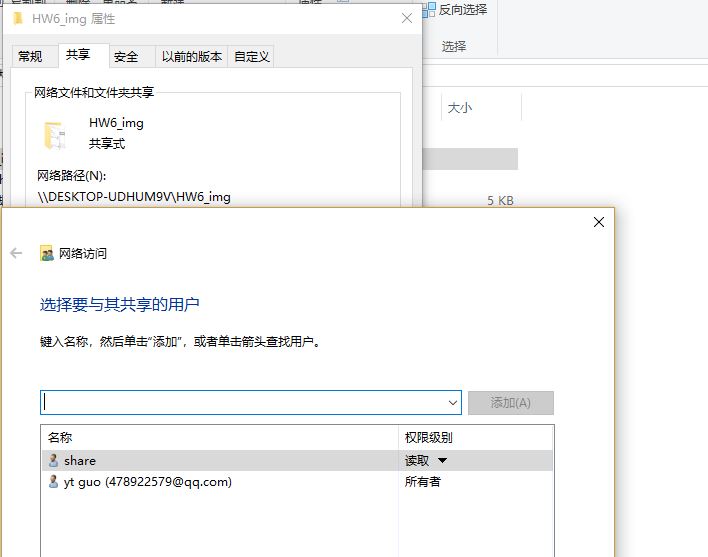 反向选择
HW6_img 属性
选择
常规 共享 安全 以前的版本 自定义
网络文件和文件夹共享
大小
HW6_img
共享式
网络路径(N):
\\DESKTOP-UDHUM9V\HW6_img
5 KB
网络访问
选择要与其共享的用户
键入名称，然后单击“添加”，或者单击箭头查找用户。
添加(A)
名称 权限级别
share 读取
yt guo (478922579@qq.com) 所有者